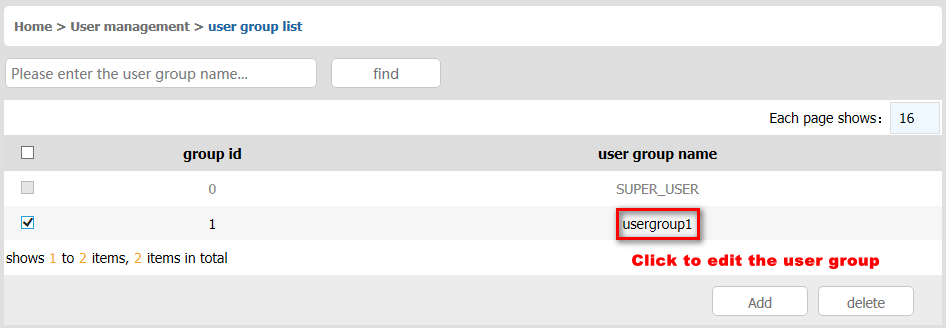 Home > User management > user group list
Please enter the user group name... find
Each page shows: 16
group id user group name
0 SUPER_USER
1 usergroup1
shows 1 to 2 items, 2 items in total
Click to edit the user group
Add delete